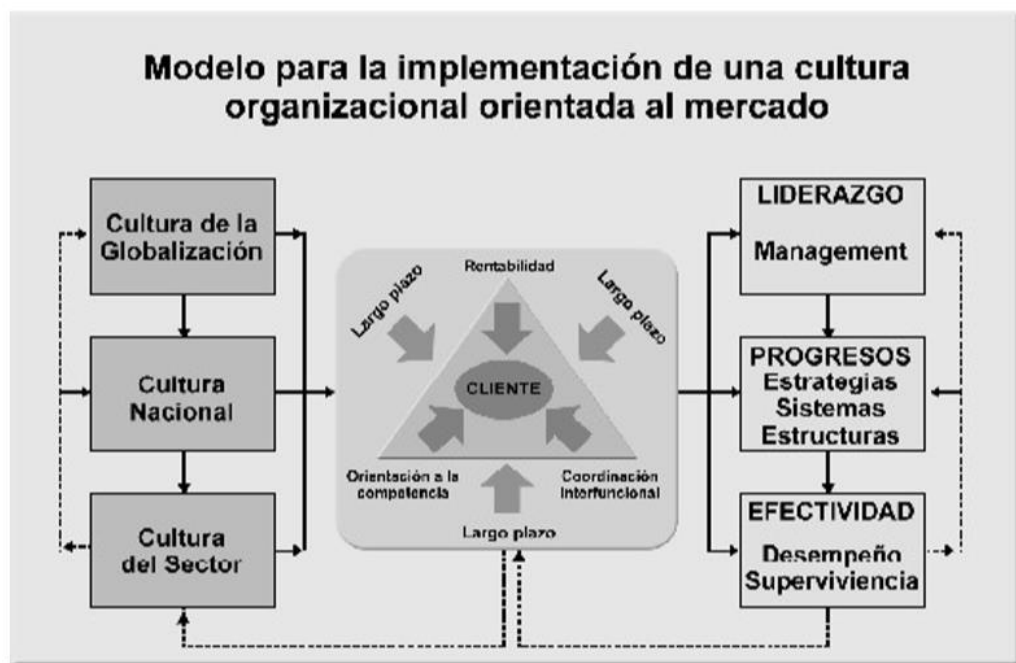 Modelo para la implementación de una cultura
organizacional orientada al mercado
Cultura de la
Globalización
Cultura
Nacional
Cultura
del Sector
Rentabilidad
Largo plazo
Largo plazo
CLIENTE
Orientación a la
competencia
Coordinación
Interfuncional
Largo plazo
LIDERAZGO
Management
PROGRESOS
Estrategias
Sistemas
Estructuras
EFECTIVIDAD
Desempeño
Superviviencia